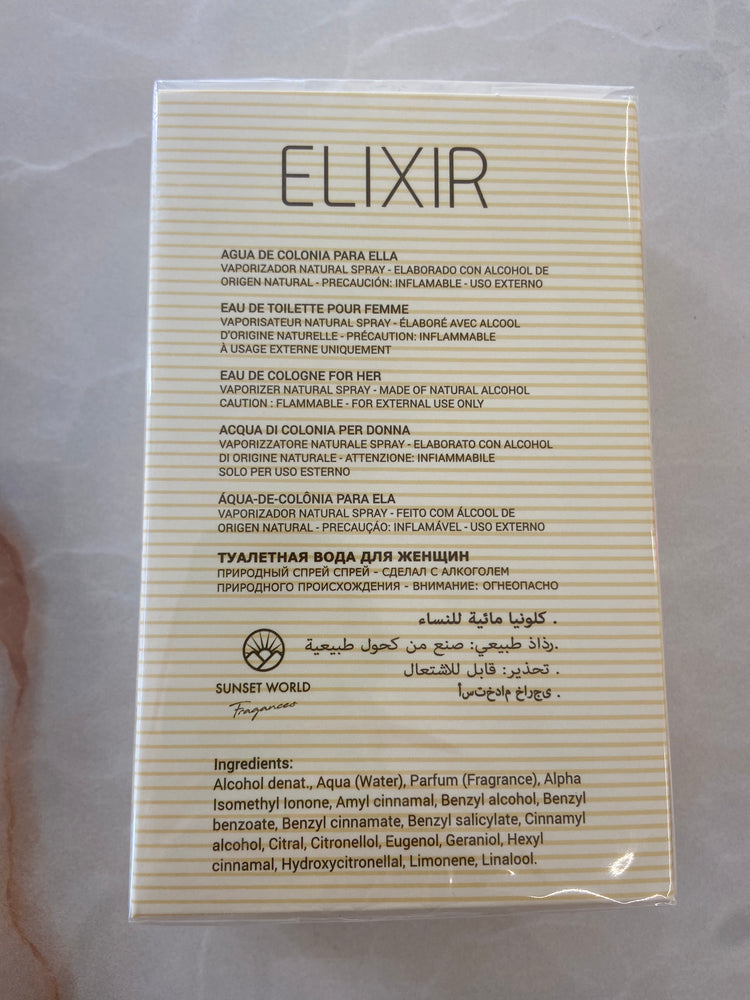 ELIXIR
AGUA DE COLONIA PARA ELLA
VAPORIZADOR NATURAL SPRAY - ELABORADO CON ALCOHOL DE
ORIGEN NATURAL - PRECAUCIÓN: INFLAMABLE - USO EXTERNO
EAU DE TOILETTE POUR FEMME
VAPORISATEUR NATURAL SPRAY - ÉLABORÉ AVEC ALCOOL
D'ORIGINE NATURELLE - PRÉCAUTION: INFLAMMABLE
À USAGE EXTERNE UNIQUEMENT
EAU DE COLOGNE FOR HER
VAPORIZER NATURAL SPRAY - MADE OF NATURAL ALCOHOL
CAUTION : FLAMMABLE - FOR EXTERNAL USE ONLY
ACQUA DI COLONIA PER DONNA
VAPORIZZATORE NATURALE SPRAY - ELABORATO CON ALCOHOL
DI ORIGINE NATURALE - ATTENZIONE: INFIAMMABILE
SOLO PER USO ESTERNO
ÁQUA-DE-COLÔNIA PARA ELA
VAPORIZADOR NATURAL SPRAY - FEITO COM ÁLCOOL DE
ORIGEN NATURAL - PRECAUÇÁO: INFLAMÁVEL - USO EXTERNO
ТУАЛЕТНАЯ ВОДА ДЛЯ ЖЕНЩИН
ПРИРОДНЫЙ СПРЕЙ СПРЕЙ - СДЕЛАЛ С АЛКОГОЛЕМ
ПРИРОДНОГО ПРОИСХОЖДЕНИЯ - ВНИМАНИЕ: ОГНЕОПАСНО
. كلونيا مائية للنساء
.رذاذ طبيعي: صنع من كحول طبيعية
. تحذير: قابل للاشتعال
. ىجراخ مادختسأ
SUNSET WORLD
Fragances
Ingredients:
Alcohol denat., Aqua (Water), Parfum (Fragrance), Alpha
Isomethyl Ionone, Amyl cinnamal, Benzyl alcohol, Benzyl
benzoate, Benzyl cinnamate, Benzyl salicylate, Cinnamyl
alcohol, Citral, Citronellol, Eugenol, Geraniol, Hexyl
cinnamal, Hydroxycitronellal, Limonene, Linalool.